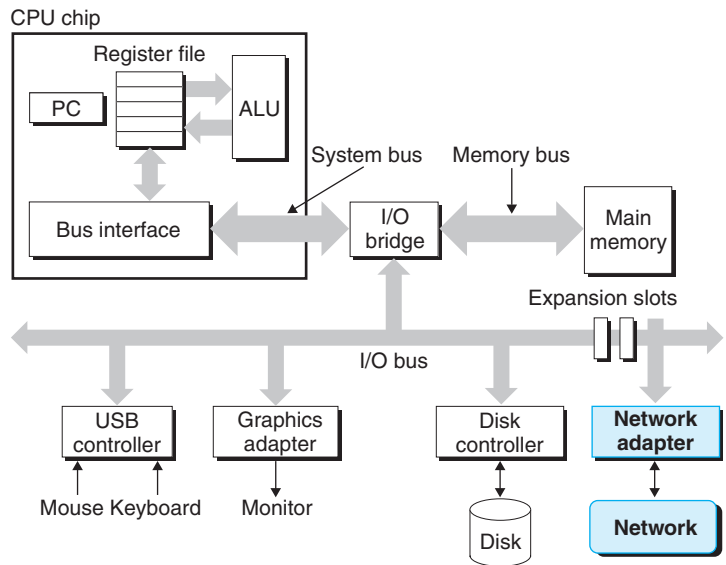 CPU chip
Register file
PC
ALU
System bus
Memory bus
Bus interface
I/O
bridge
Main
memory
Expansion slots
I/O bus
USB
controller
Graphics
adapter
Disk
controller
Network
adapter
Mouse Keyboard
Monitor
Disk
Network